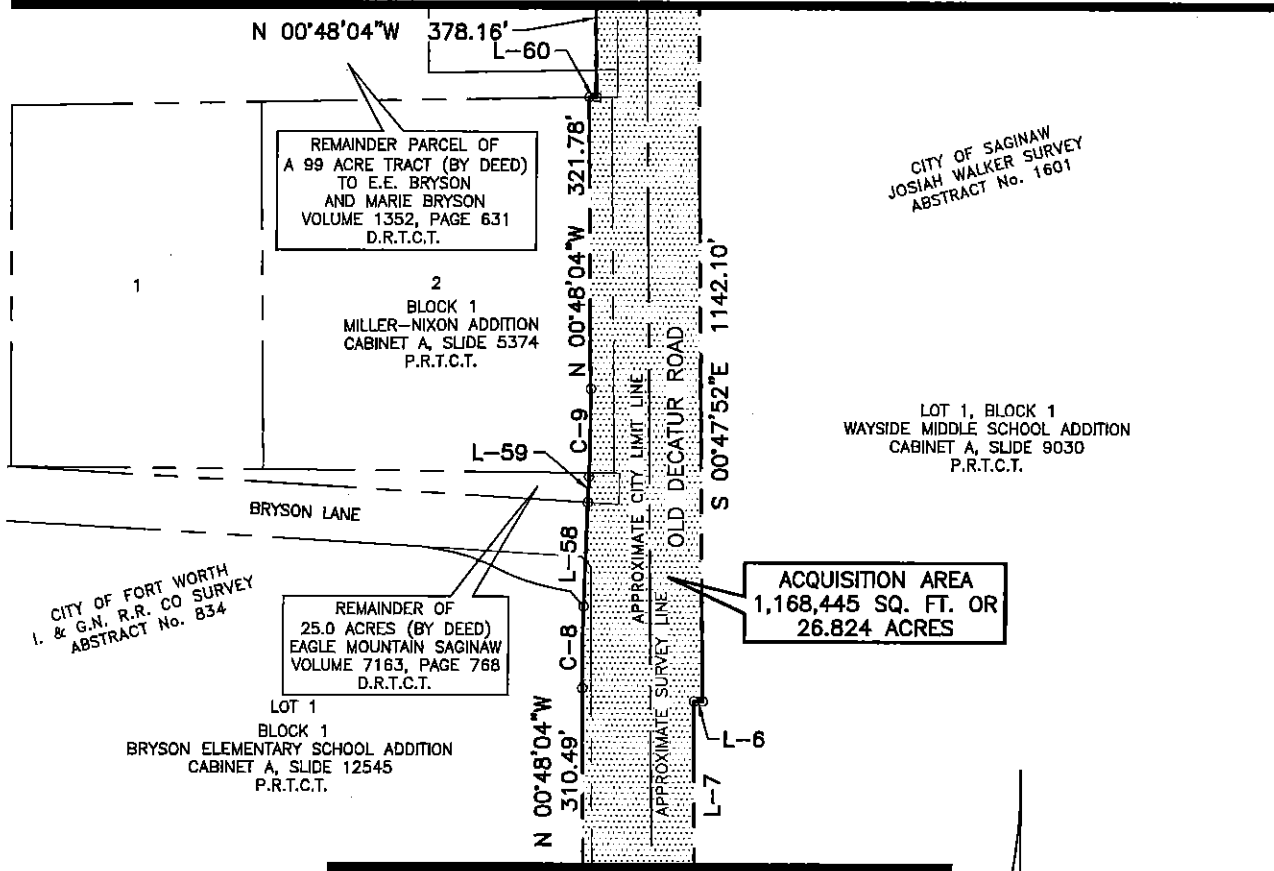 N 00°48'04"W 378.16'
L-60
REMAINDER PARCEL OF
A 99 ACRE TRACT (BY DEED)
TO E.E. BRYSON
AND MARIE BRYSON
VOLUME 1352, PAGE 631
D.R.T.C.T.
N 00°48'04"W 321.78'
CITY OF SAGINAW
JOSIAH WALKER SURVEY
ABSTRACT No. 1601
1
2
BLOCK 1
MILLER-NIXON ADDITION
CABINET A, SLIDE 5374
P.R.T.C.T.
S 00°47'52"E 1142.10'
OLD DECATUR ROAD
APPROXIMATE CITY LIMIT LINE
APPROXIMATE SURVEY LINE
LOT 1, BLOCK 1
WAYSIDE MIDDLE SCHOOL ADDITION
CABINET A, SLIDE 9030
P.R.T.C.T.
C-9
L-59
BRYSON LANE
L-58
CITY OF FORT WORTH
I. & G.N. R.R. CO SURVEY
ABSTRACT No. 834
REMAINDER OF
25.0 ACRES (BY DEED)
EAGLE MOUNTAIN SAGINAW
VOLUME 7163, PAGE 768
D.R.T.C.T.
ACQUISITION AREA
1,168,445 SQ. FT. OR
26.824 ACRES
C-8
LOT 1
BLOCK 1
BRYSON ELEMENTARY SCHOOL ADDITION
CABINET A, SLIDE 12545
P.R.T.C.T.
N 00°48'04"W
310.49'
L-6
L-7